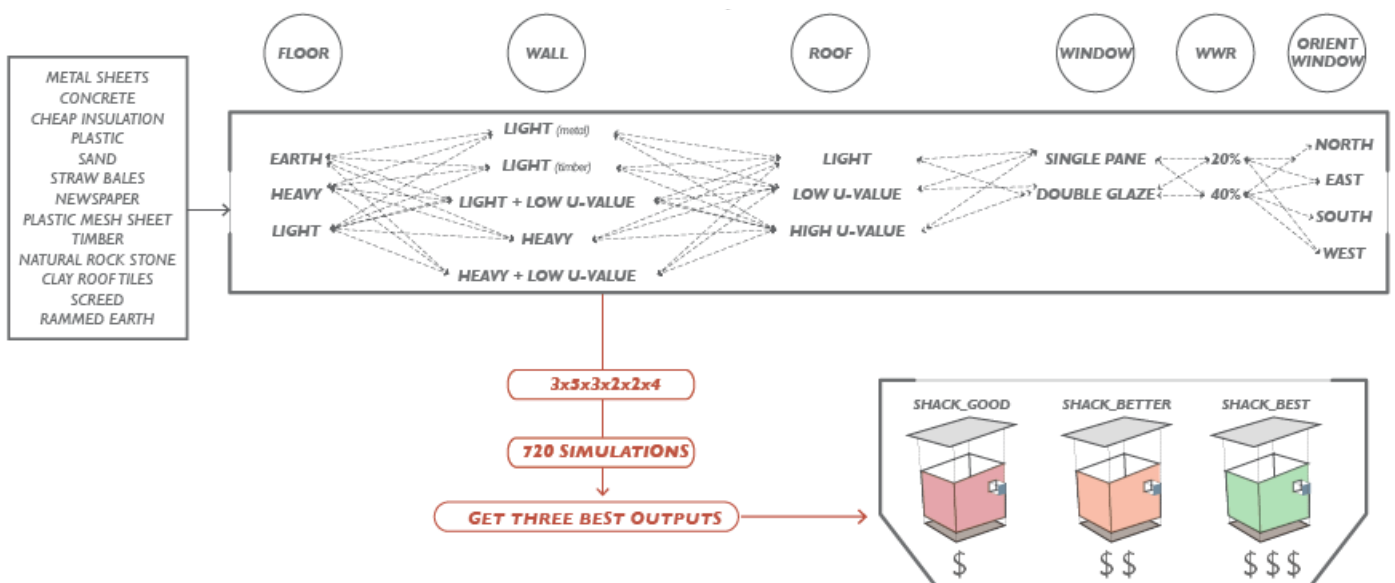 FLOOR
WALL
ROOF
WINDOW
WWR
ORIENT
WINDOW
METAL SHEETS
CONCRETE
CHEAP INSULATION
PLASTIC
SAND
STRAW BALES
NEWSPAPER
PLASTIC MESH SHEET
TIMBER
NATURAL ROCK STONE
CLAY ROOF TILES
SCREED
RAMMED EARTH
EARTH
HEAVY
LIGHT
LIGHT (metal)
LIGHT (timber)
LIGHT + LOW U-VALUE
HEAVY
HEAVY + LOW U-VALUE
LIGHT
LOW U-VALUE
HIGH U-VALUE
SINGLE PANE
DOUBLE GLAZE
20%
40%
NORTH
EAST
SOUTH
WEST
3x5x3x2x2x4
720 SIMULATIONS
GET THREE BEST OUTPUTS
SHACK_GOOD
SHACK_BETTER
SHACK_BEST
$
$ $
$ $ $